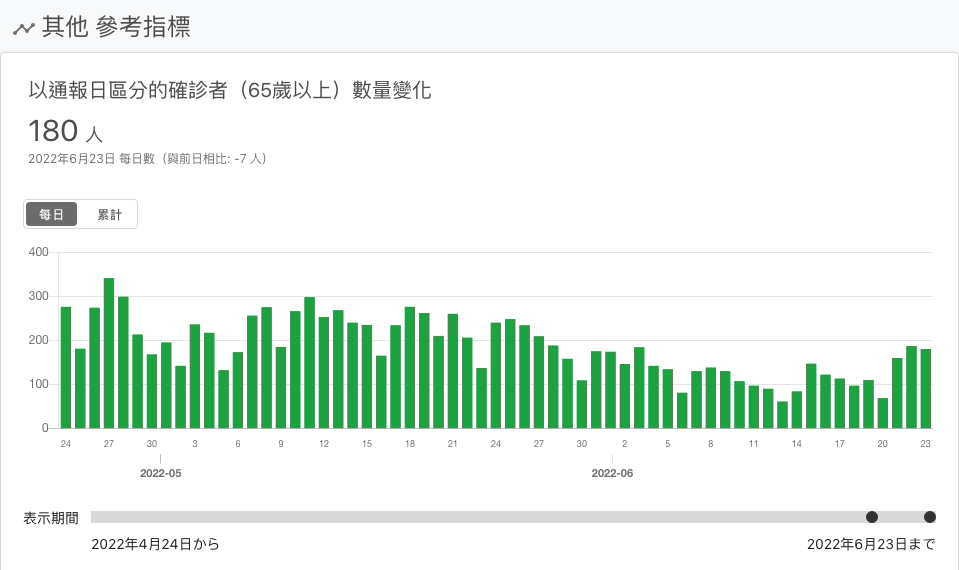 其他 參考指標
以通報日區分的確診者（65歲以上）數量變化
180 人
2022年6月23日 每日數（與前日相比: -7 人）
每日 累計
400
300
200
100
0
24 27 30 3 6 9 12 15 18 21 24 27 30 2 5 8 11 14 17 20 23
2022-05 2022-06
表示期間
2022年4月24日から 2022年6月23日まで